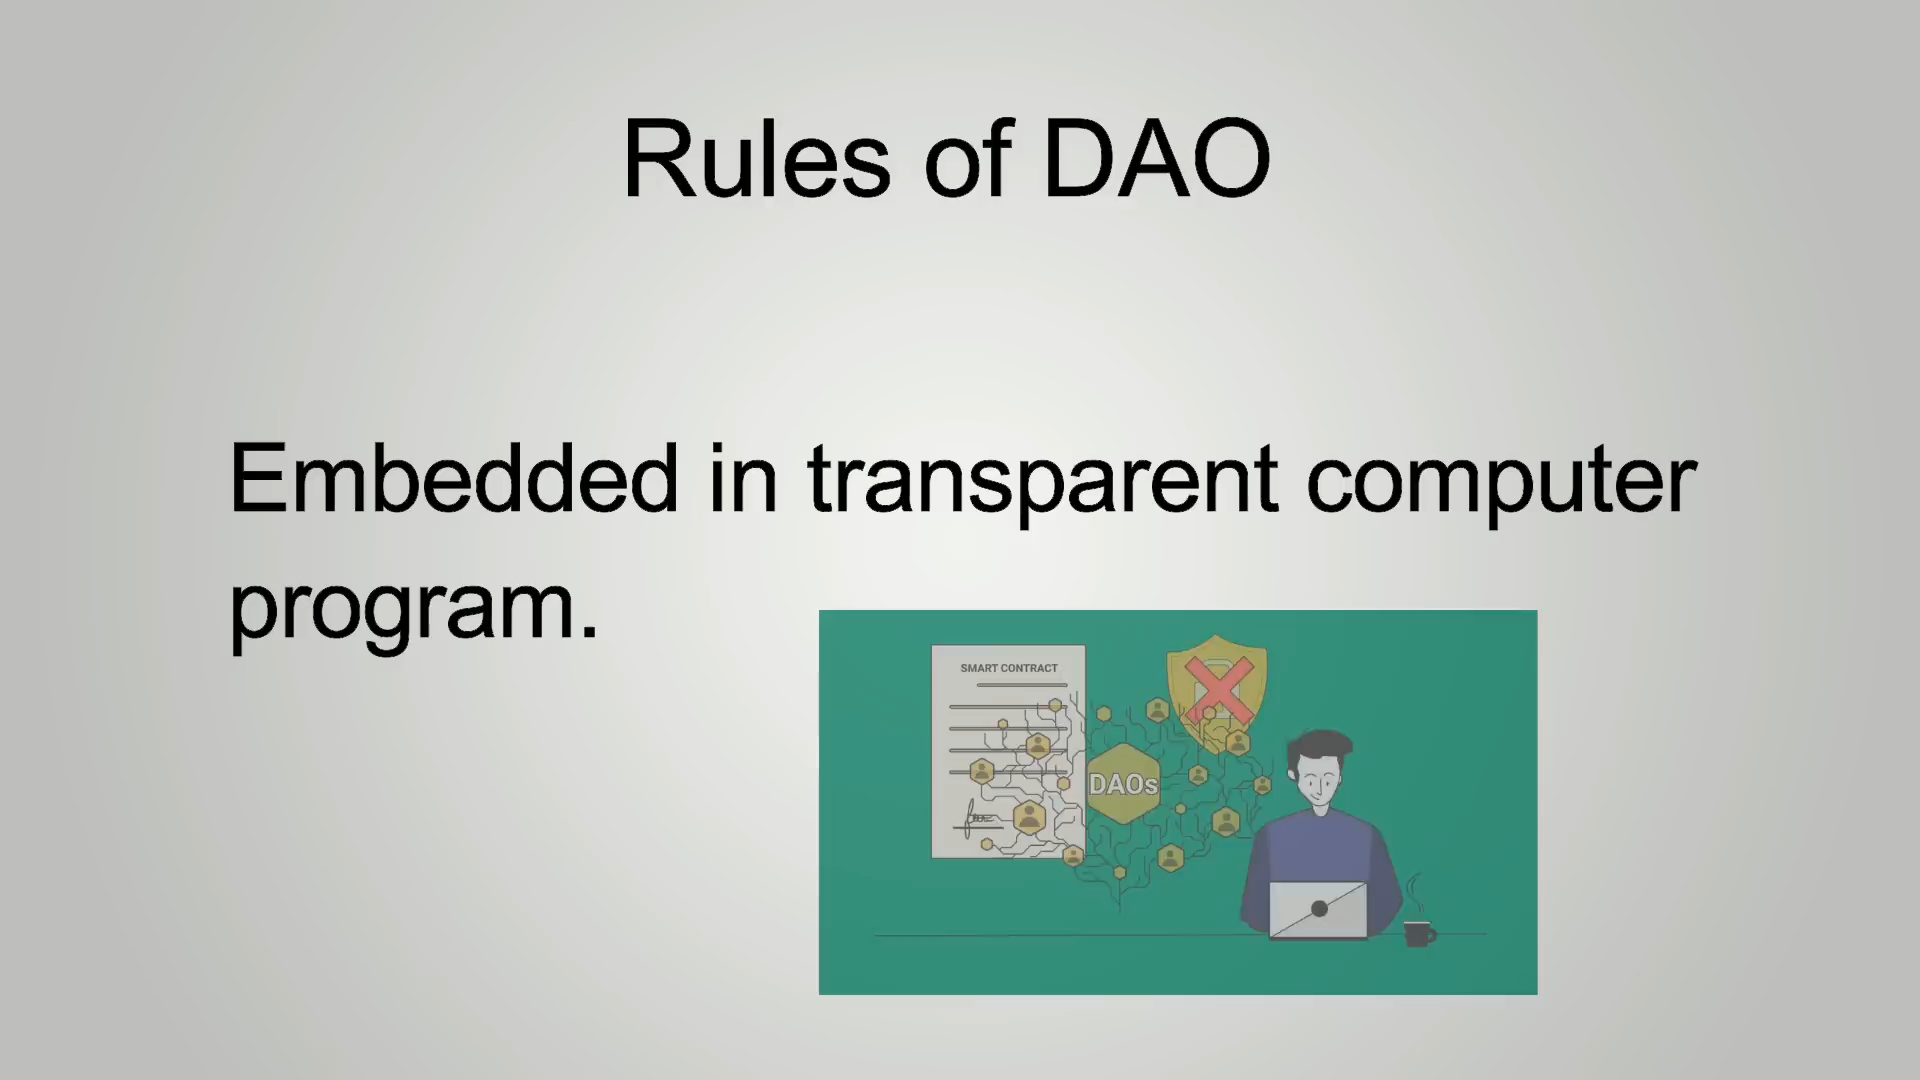 Rules of DAO
Embedded in transparent computer
program.
SMART CONTRACT
DAOs